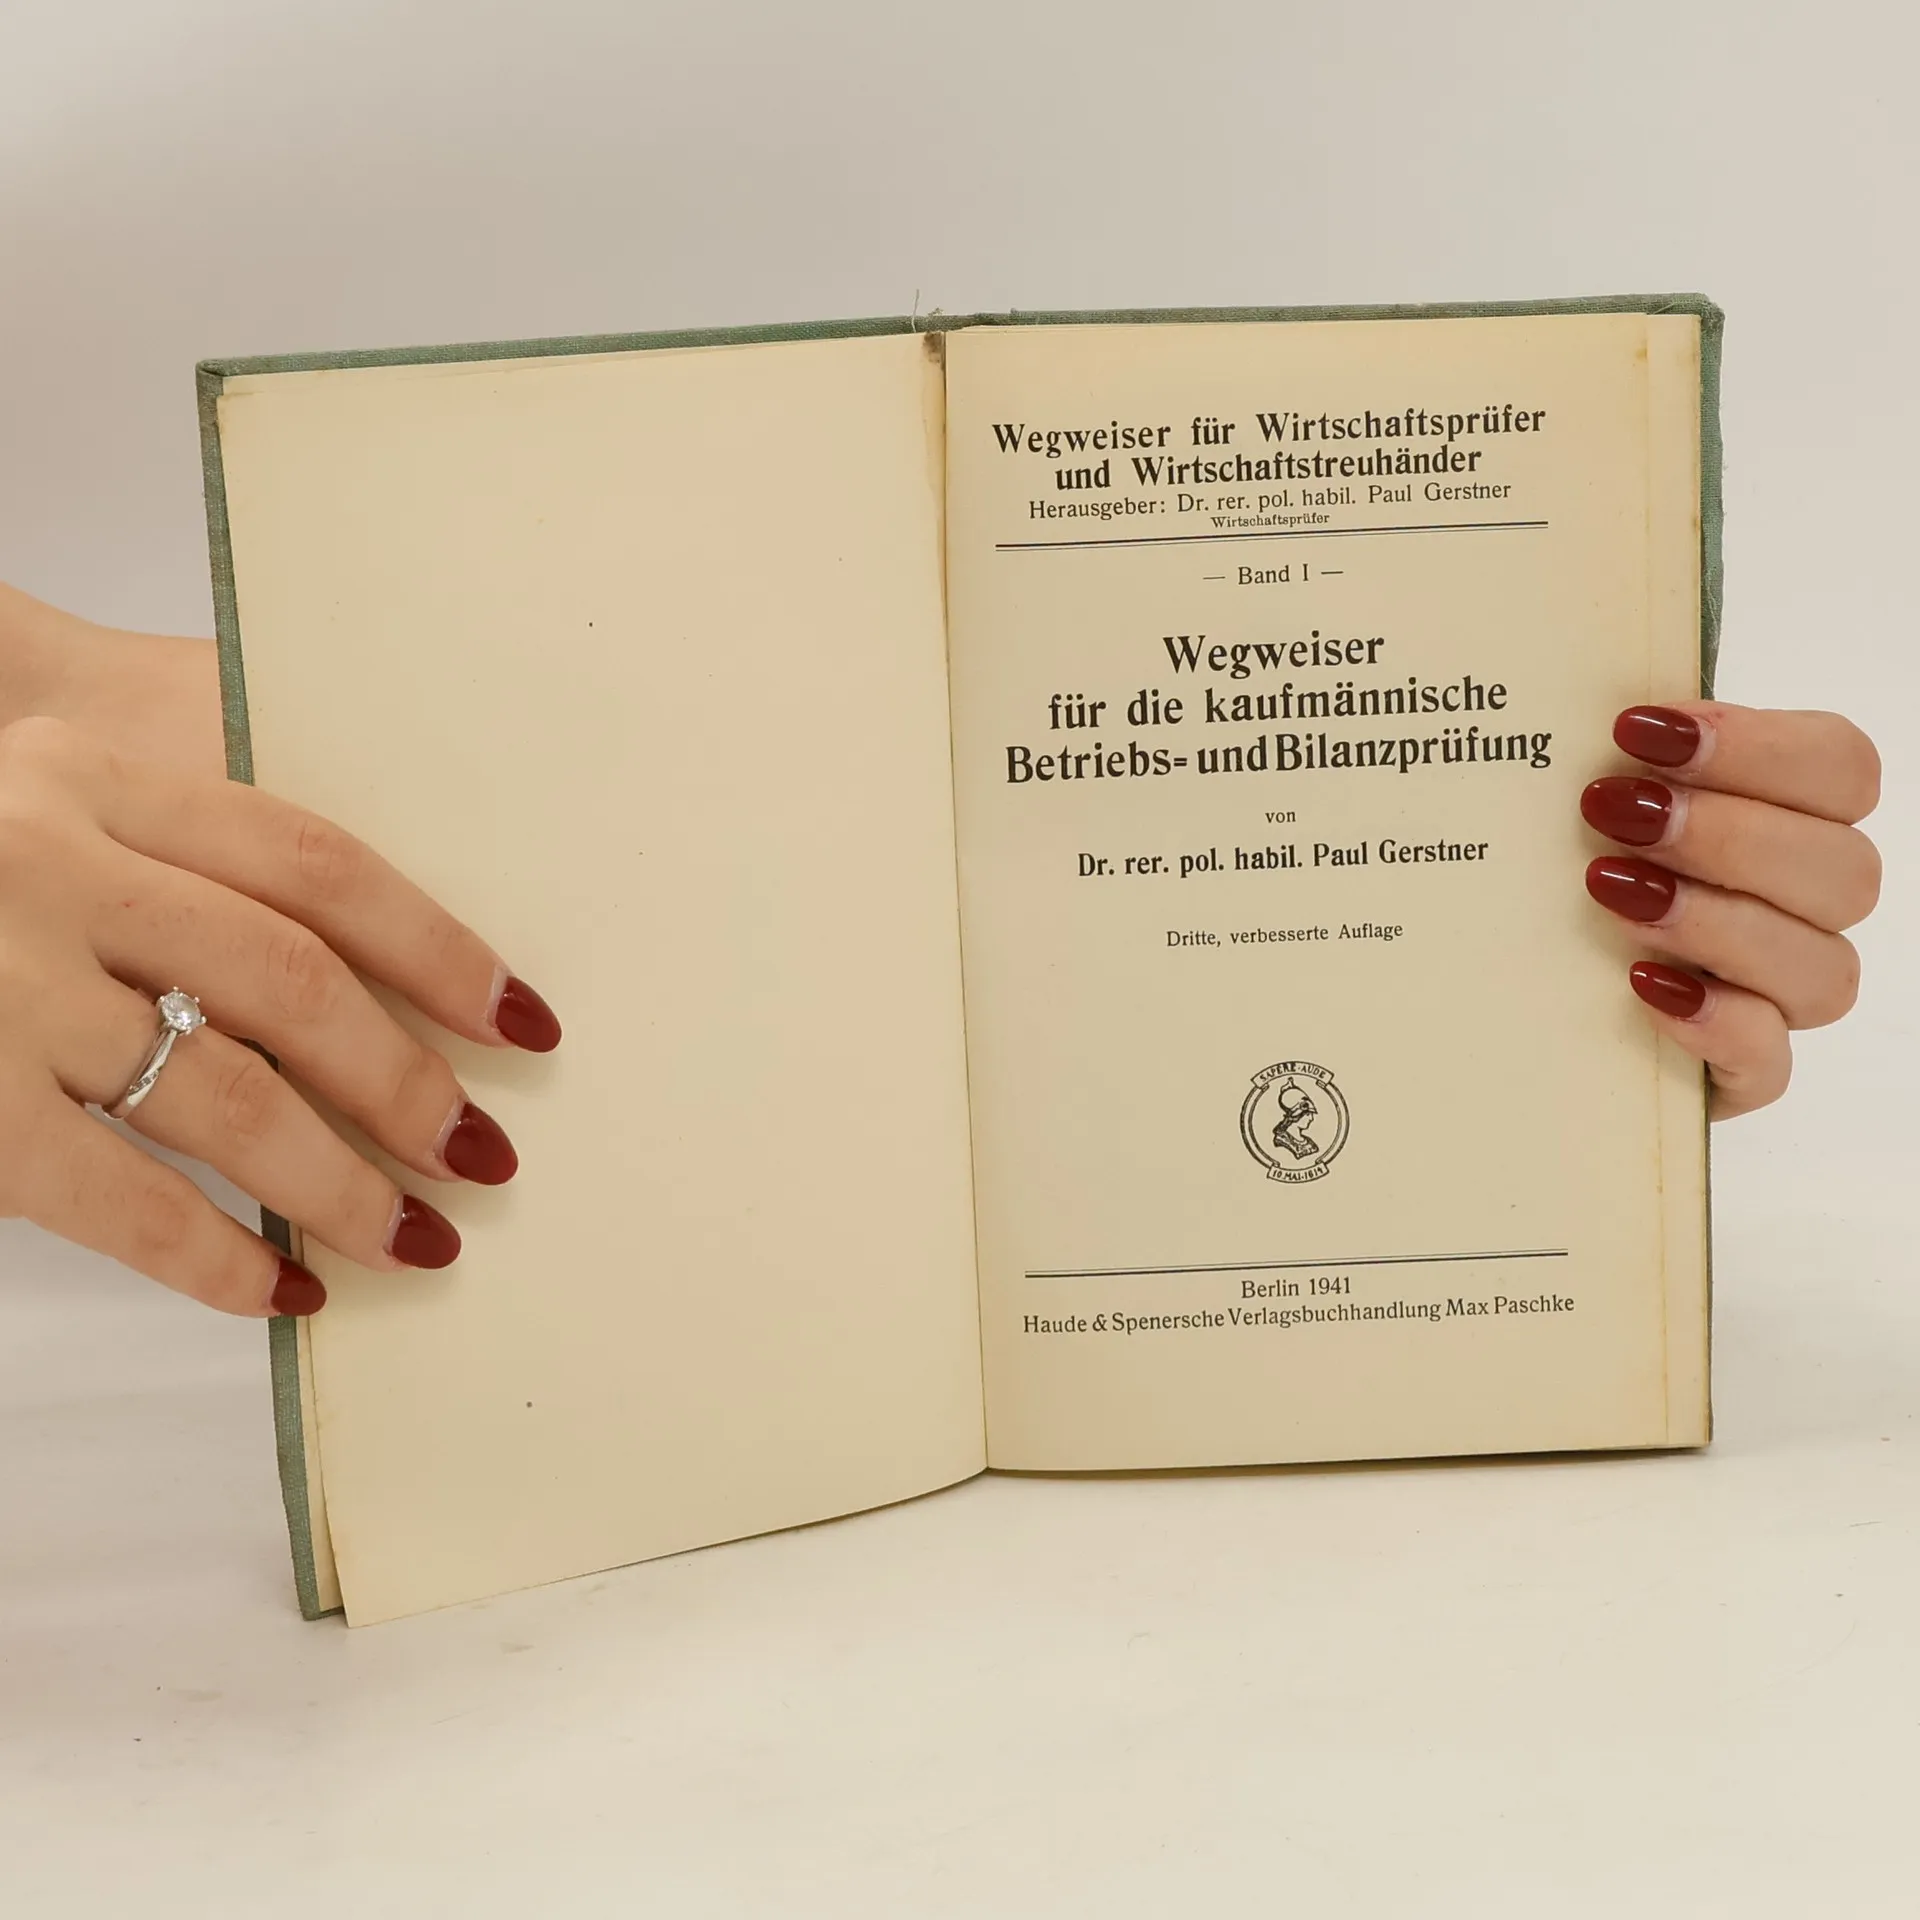 Wegweiser für Wirtschaftsprüfer
und Wirtschaftstreuhänder
Herausgeber: Dr. rer. pol. habil. Paul Gerstner
Wirtschaftsprüfer
— Band I —
Wegweiser
für die kaufmännische
Betriebs- und Bilanzprüfung
von
Dr. rer. pol. habil. Paul Gerstner
Dritte, verbesserte Auflage
SAPERE·AUDE
10.MAI·1614
Berlin 1941
Haude & Spenersche Verlagsbuchhandlung Max Paschke